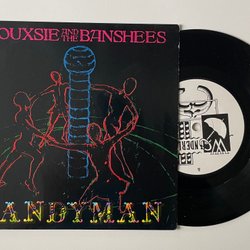 OUXSIE AND THE BANSHEES
ANDYMAN